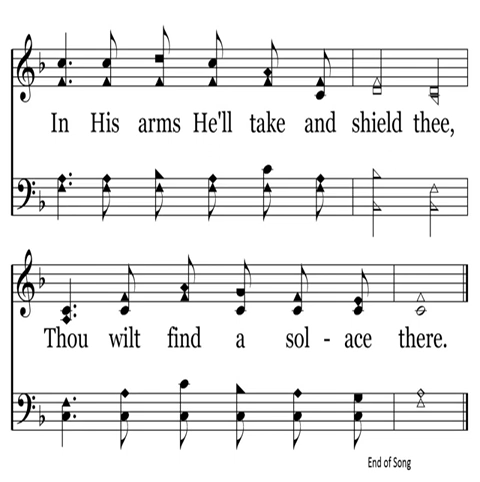 In His arms He'll take and shield thee,
Thou wilt find a sol - ace there.
End of Song